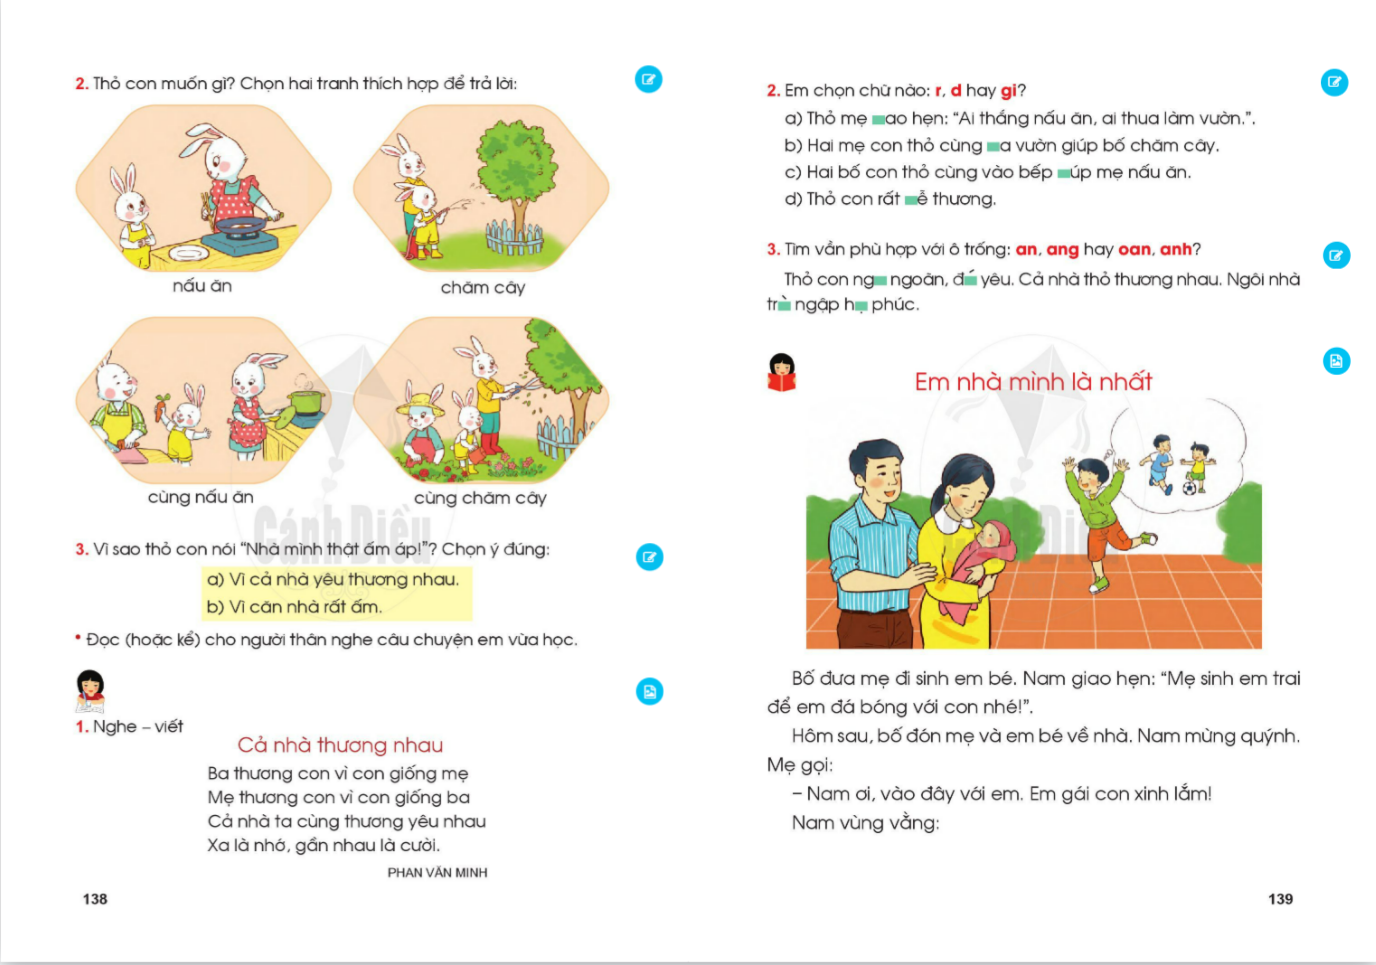 2. Thỏ con muốn gì? Chọn hai tranh thích hợp để trả lời:
nấu ăn
chăm cây
cùng nấu ăn
cùng chăm cây
Cánh Diều
3. Vì sao thỏ con nói “Nhà mình thật ấm áp!”? Chọn ý đúng:
a) Vì cả nhà yêu thương nhau.
b) Vì căn nhà rất ấm.
• Đọc (hoặc kể) cho người thân nghe câu chuyện em vừa học.
1. Nghe – viết
Cả nhà thương nhau
Ba thương con vì con giống mẹ
Mẹ thương con vì con giống ba
Cả nhà ta cùng thương yêu nhau
Xa là nhớ, gần nhau là cười.
PHAN VĂN MINH
138
2. Em chọn chữ nào: r, d hay gi?
a) Thỏ mẹ ao hẹn: “Ai thắng nấu ăn, ai thua làm vườn.”.
b) Hai mẹ con thỏ cùng a vườn giúp bố chăm cây.
c) Hai bố con thỏ cùng vào bếp úp mẹ nấu ăn.
d) Thỏ con rất ễ thương.
3. Tìm vần phù hợp với ô trống: an, ang hay oan, anh?
Thỏ con ng ngoãn, đ́ yêu. Cả nhà thỏ thương nhau. Ngôi nhà
tr̀ ngập hạ phúc.
Em nhà mình là nhất
Cánh Diều
Bố đưa mẹ đi sinh em bé. Nam giao hẹn: “Mẹ sinh em trai
để em đá bóng với con nhé!”.
Hôm sau, bố đón mẹ và em bé về nhà. Nam mừng quýnh.
Mẹ gọi:
– Nam ơi, vào đây với em. Em gái con xinh lắm!
Nam vùng vằng:
139